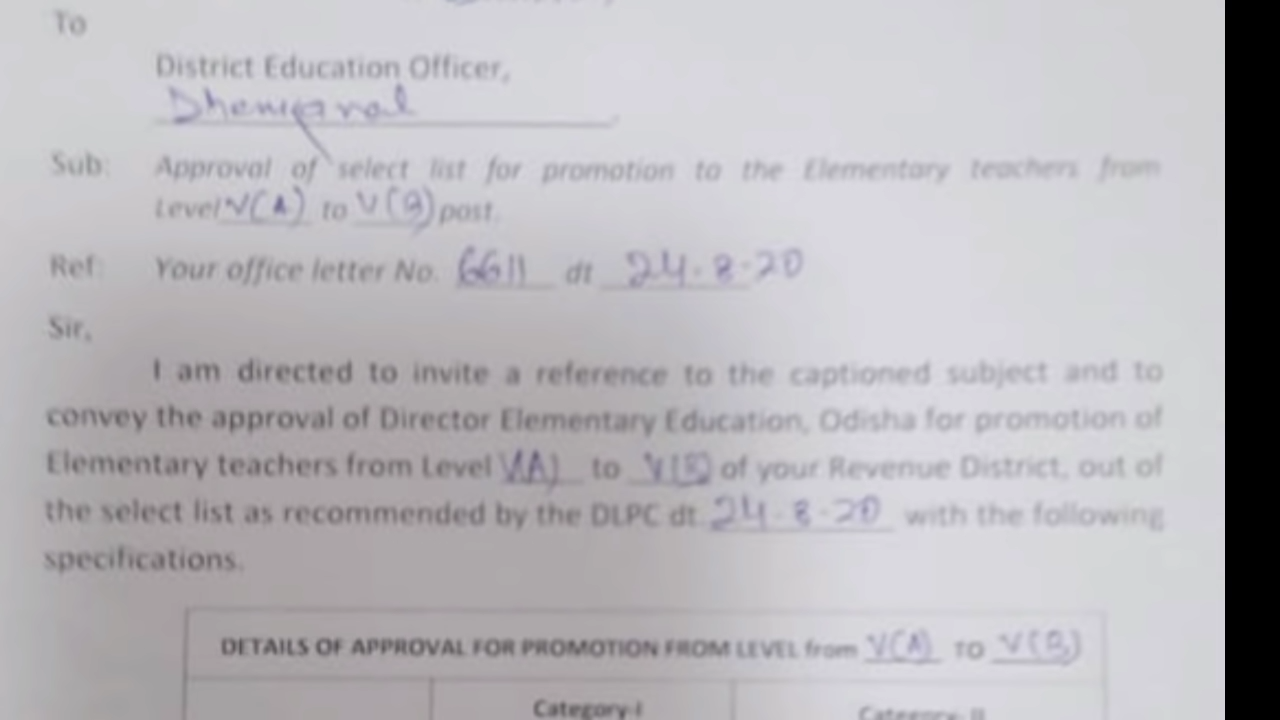 To
District Education Officer,
Dhenkanal
Sub: Approval of select list for promotion to the Elementary teachers from
Level V(A) to V(B) post.
Ref: Your office letter No. 6611 dt 24-8-20
Sir,
I am directed to invite a reference to the captioned subject and to
convey the approval of Director Elementary Education, Odisha for promotion of
Elementary teachers from Level V(A) to V(B) of your Revenue District, out of
the select list as recommended by the DLPC dt 24-8-20 with the following
specifications.
DETAILS OF APPROVAL FOR PROMOTION FROM LEVEL from V(A) TO V(B)
Category-I Category-II